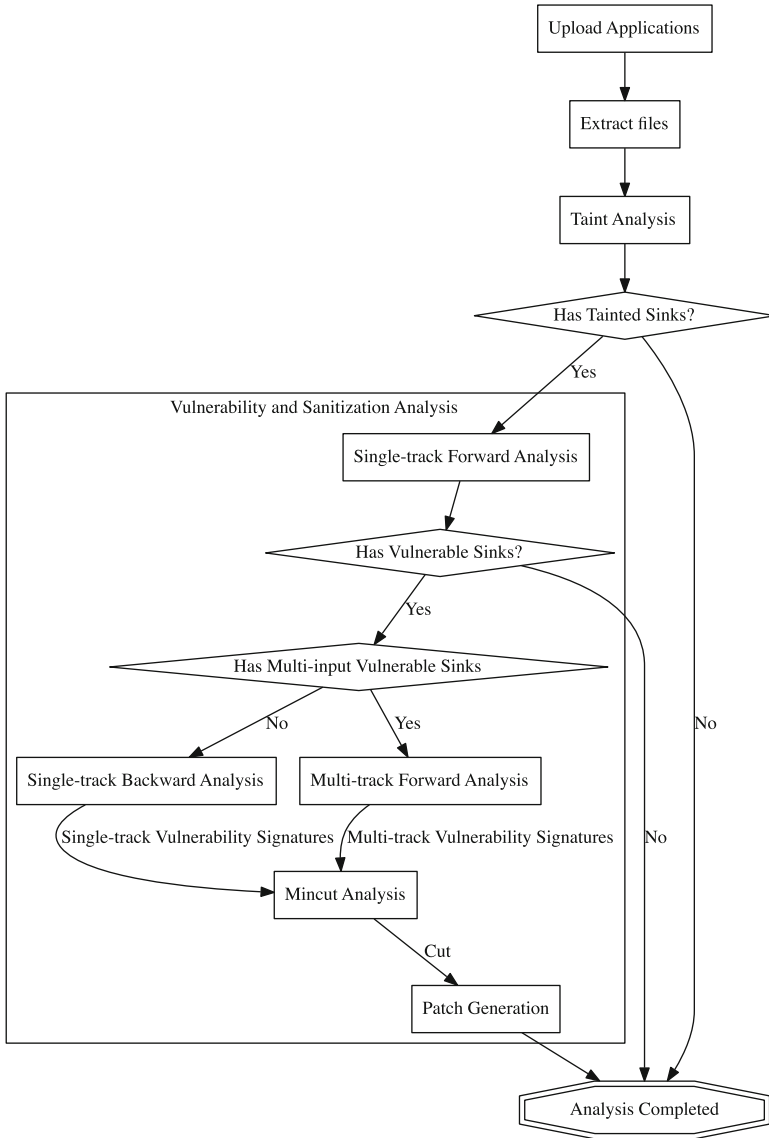 Upload Applications
Extract files
Taint Analysis
Has Tainted Sinks?
Yes
Vulnerability and Sanitization Analysis
Single-track Forward Analysis
Has Vulnerable Sinks?
Yes
Has Multi-input Vulnerable Sinks
No
Yes
No
Single-track Backward Analysis
Multi-track Forward Analysis
Single-track Vulnerability Signatures
Multi-track Vulnerability Signatures
No
Mincut Analysis
Cut
Patch Generation
Analysis Completed